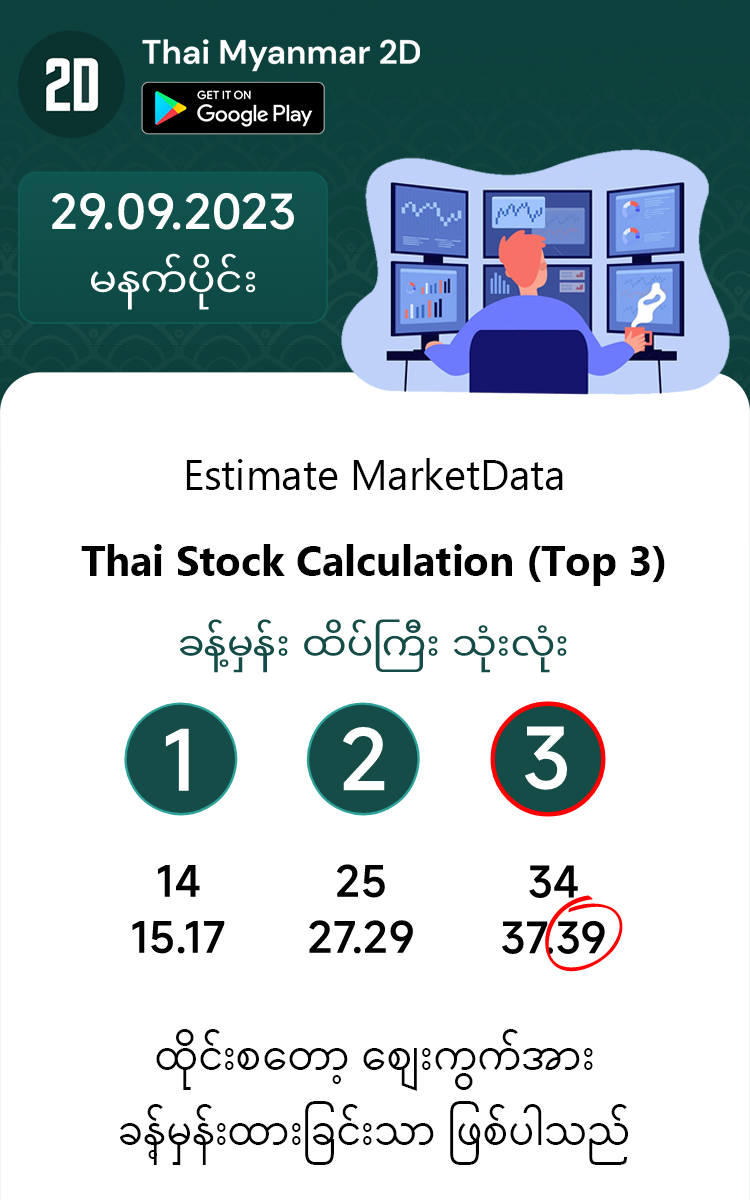 2D
Thai Myanmar 2D
GET IT ON
Google Play
29.09.2023
မနက်ပိုင်း
Estimate MarketData
Thai Stock Calculation (Top 3)
ခန့်မှန်း ထိပ်ကြီး သုံးလုံး
1 2 3
14 25 34
15.17 27.29 37.39
ထိုင်းစတော့ ဈေးကွက်အား
ခန့်မှန်းထားခြင်းသာ ဖြစ်ပါသည်